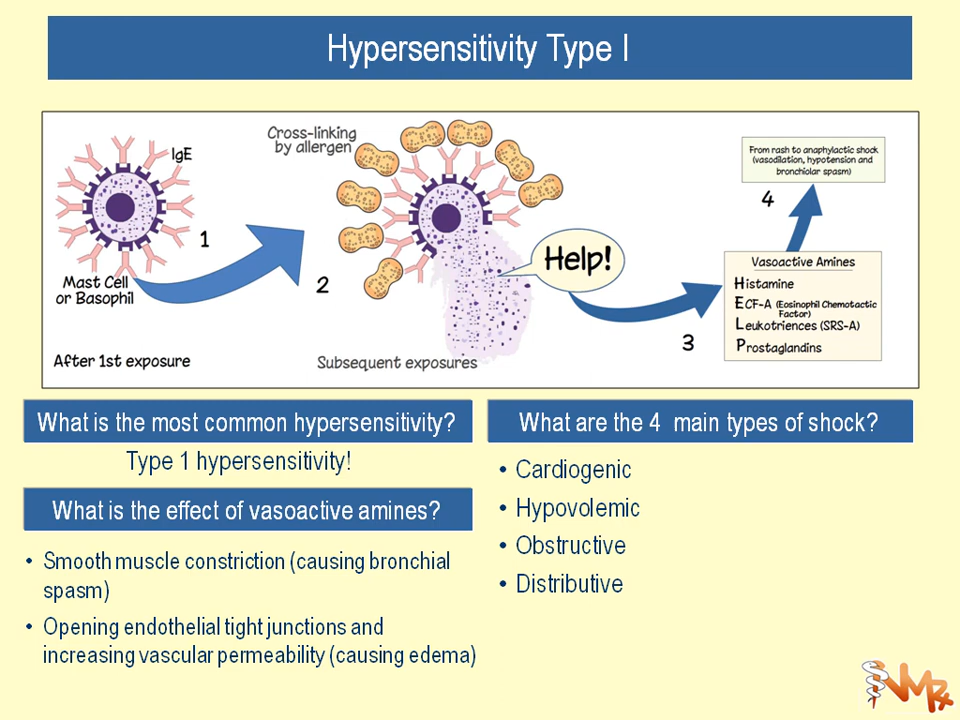 Hypersensitivity Type I
Cross-linking
by allergen
IgE
1
Mast Cell
or Basophil
After 1st exposure
2
Subsequent exposures
Help!
3
From rash to anaphylactic shock
(vasodilation, hypotension and
bronchiolar spasm)
4
Vasoactive Amines
Histamine
ECF-A (Eosinophil Chemotactic
Factor)
Leukotriences (SRS-A)
Prostaglandins
What is the most common hypersensitivity?
Type 1 hypersensitivity!
What is the effect of vasoactive amines?
• Smooth muscle constriction (causing bronchial
spasm)
• Opening endothelial tight junctions and
increasing vascular permeability (causing edema)
What are the 4 main types of shock?
• Cardiogenic
• Hypovolemic
• Obstructive
• Distributive
VMRx